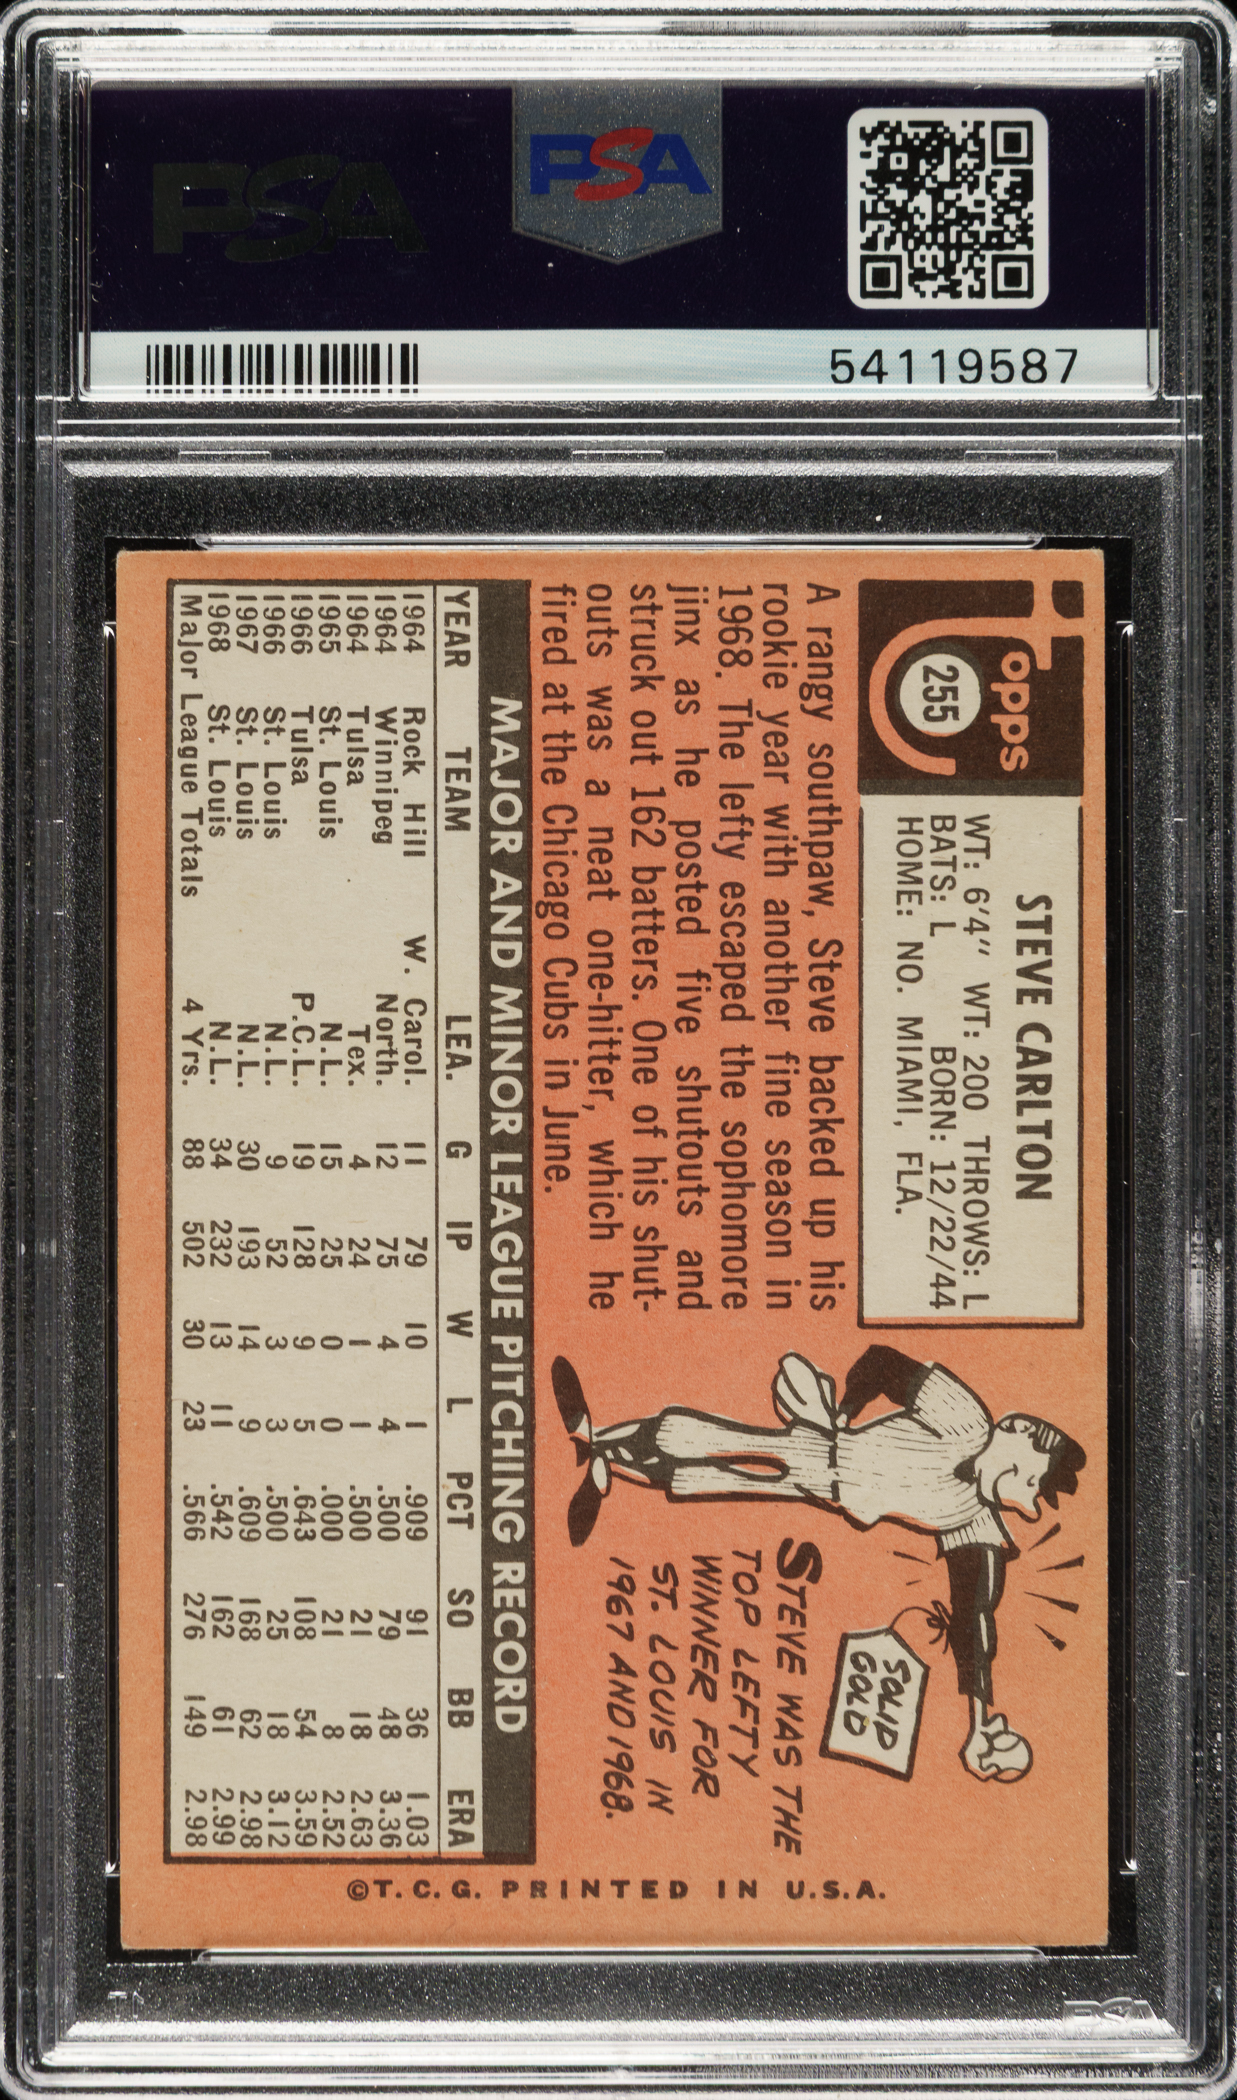 PSA
PSA
54119587
Topps
255
STEVE CARLTON
WT: 6'4" WT: 200 THROWS: L
BATS: L BORN: 12/22/44
HOME: NO. MIAMI, FLA.
A rangy southpaw, Steve backed up his
rookie year with another fine season in
1968. The lefty escaped the sophomore
jinx as he posted five shutouts and
struck out 162 batters. One of his shut-
outs was a neat one-hitter, which he
fired at the Chicago Cubs in June.
SOLID
GOLD
STEVE WAS THE
TOP LEFTY
WINNER FOR
ST. LOUIS IN
1967 AND 1968.
MAJOR AND MINOR LEAGUE PITCHING RECORD
YEAR TEAM LEA. G IP W L PCT SO BB ERA
1964 Rock Hill W. Carol. 11 79 10 1 .909 91 36 1.03
1964 Winnipeg North. 12 75 4 4 .500 79 48 3.36
1964 Tulsa Tex. 4 24 1 1 .500 21 18 2.63
1965 St. Louis N.L. 15 25 0 0 .000 21 8 2.52
1966 Tulsa P.C.L. 19 128 9 5 .643 108 54 3.59
1966 St. Louis N.L. 9 52 3 3 .500 25 18 3.12
1967 St. Louis N.L. 30 193 14 9 .609 168 62 2.98
1968 St. Louis N.L. 34 232 13 11 .542 162 61 2.99
Major League Totals 4 Yrs. 88 502 30 23 .566 276 149 2.98
©T. C. G. PRINTED IN U.S.A.
PSA